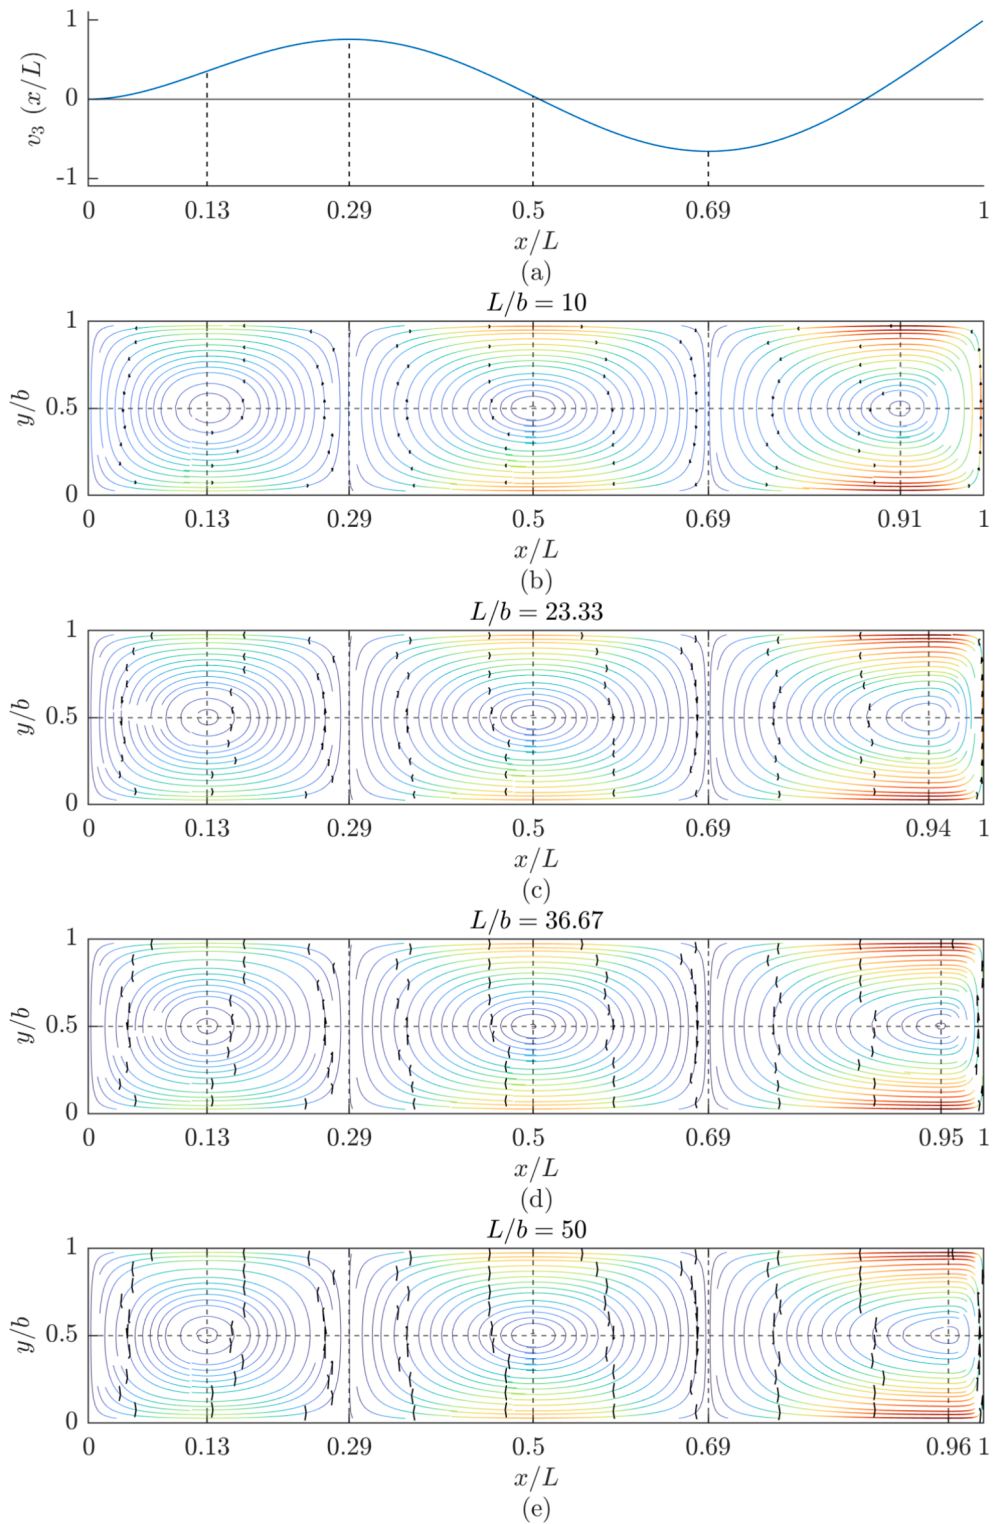 1
v₃ (x/L)
0
-1
0 0.13 0.29 0.5 0.69 1
x/L
(a)
L/b = 10
1
y/b
0.5
0
0 0.13 0.29 0.5 0.69 0.91 1
x/L
(b)
L/b = 23.33
1
y/b
0.5
0
0 0.13 0.29 0.5 0.69 0.94 1
x/L
(c)
L/b = 36.67
1
y/b
0.5
0
0 0.13 0.29 0.5 0.69 0.95 1
x/L
(d)
L/b = 50
1
y/b
0.5
0
0 0.13 0.29 0.5 0.69 0.96 1
x/L
(e)